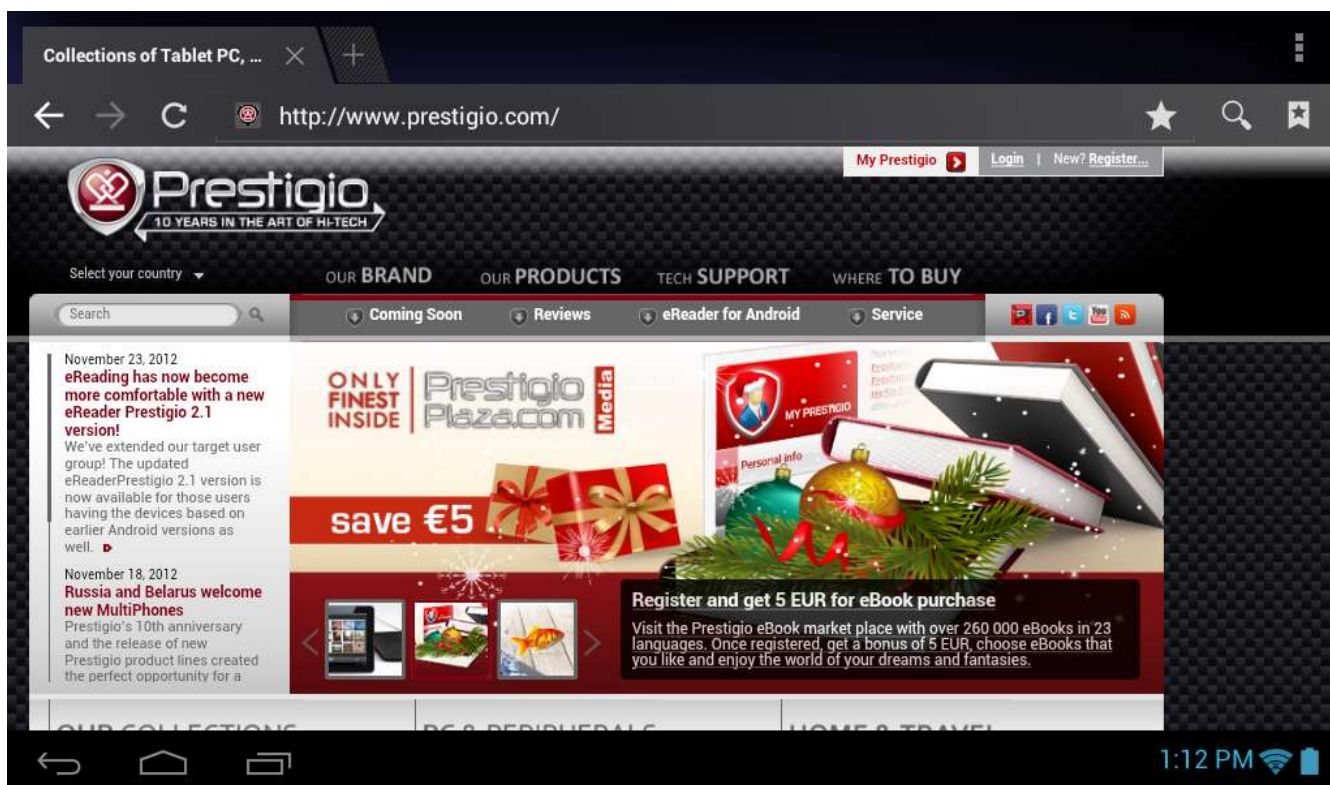 Collections of Tablet PC, ...
http://www.prestigio.com/
My Prestigio
Login | New? Register...
Prestigio
10 YEARS IN THE ART OF HI-TECH
Select your country
OUR BRAND
OUR PRODUCTS
TECH SUPPORT
WHERE TO BUY
Search
Coming Soon
Reviews
eReader for Android
Service
November 23, 2012
eReading has now become
more comfortable with a new
eReader Prestigio 2.1
version!
We've extended our target user
group! The updated
eReaderPrestigio 2.1 version is
now available for those users
having the devices based on
earlier Android versions as
well.
November 18, 2012
Russia and Belarus welcome
new MultiPhones
Prestigio's 10th anniversary
and the release of new
Prestigio product lines created
the perfect opportunity for a
ONLY
FINEST
INSIDE
Prestigio
Plaza.com
Media
save €5
MY PRESTIGIO
Personal info
Register and get 5 EUR for eBook purchase
Visit the Prestigio eBook market place with over 260 000 eBooks in 23
languages. Once registered, get a bonus of 5 EUR, choose eBooks that
you like and enjoy the world of your dreams and fantasies.
OUR COLLECTIONS
PC & PERIPHERALS
HOME & TRAVEL
1:12 PM